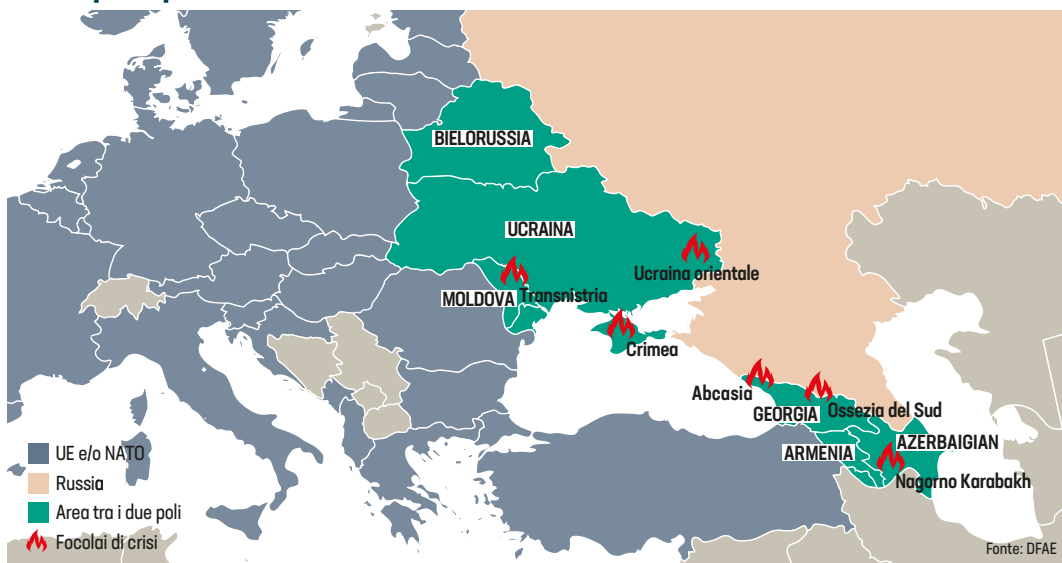 BIELORUSSIA
UCRAINA
Ucraina orientale
MOLDOVA
Transnistria
Crimea
Abcasia
Ossezia del Sud
GEORGIA
ARMENIA
AZERBAIGIAN
Nagorno Karabakh
UE e/o NATO
Russia
Area tra i due poli
Focolai di crisi
Fonte: DFAE